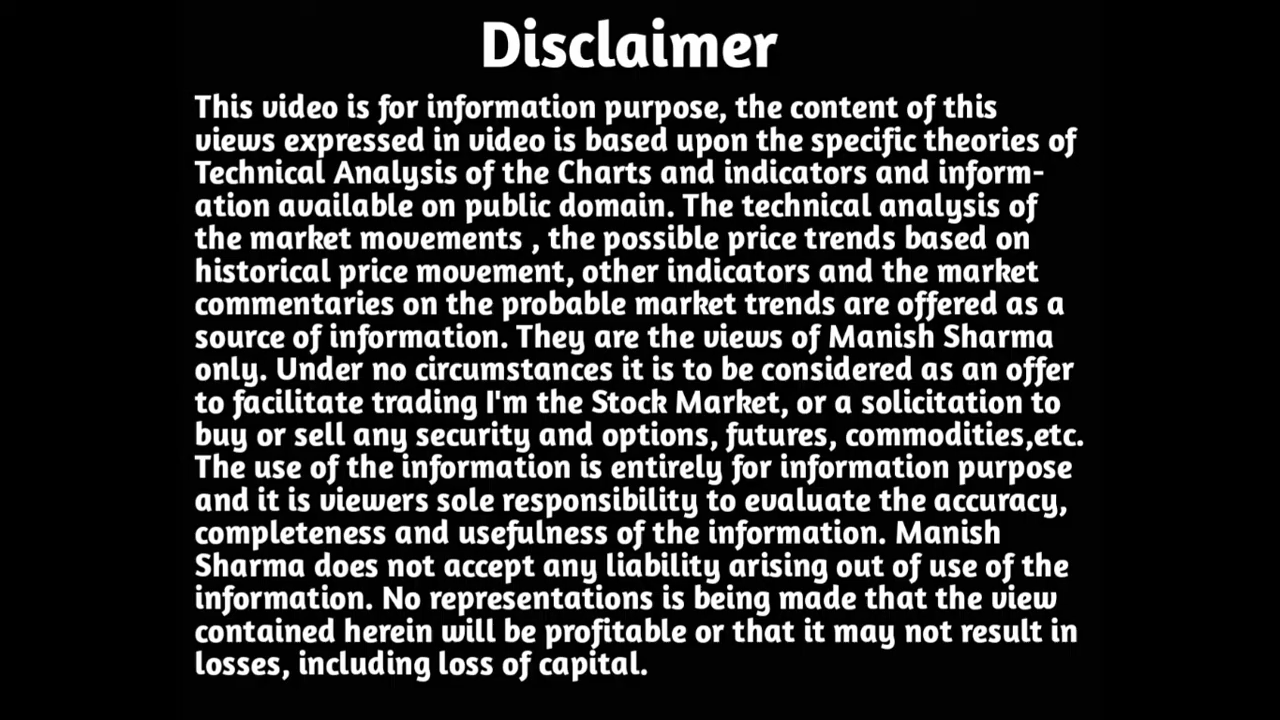 Disclaimer
This video is for information purpose, the content of this
views expressed in video is based upon the specific theories of
Technical Analysis of the Charts and indicators and inform-
ation available on public domain. The technical analysis of
the market movements , the possible price trends based on
historical price movement, other indicators and the market
commentaries on the probable market trends are offered as a
source of information. They are the views of Manish Sharma
only. Under no circumstances it is to be considered as an offer
to facilitate trading I'm the Stock Market, or a solicitation to
buy or sell any security and options, futures, commodities,etc.
The use of the information is entirely for information purpose
and it is viewers sole responsibility to evaluate the accuracy,
completeness and usefulness of the information. Manish
Sharma does not accept any liability arising out of use of the
information. No representations is being made that the view
contained herein will be profitable or that it may not result in
losses, including loss of capital.